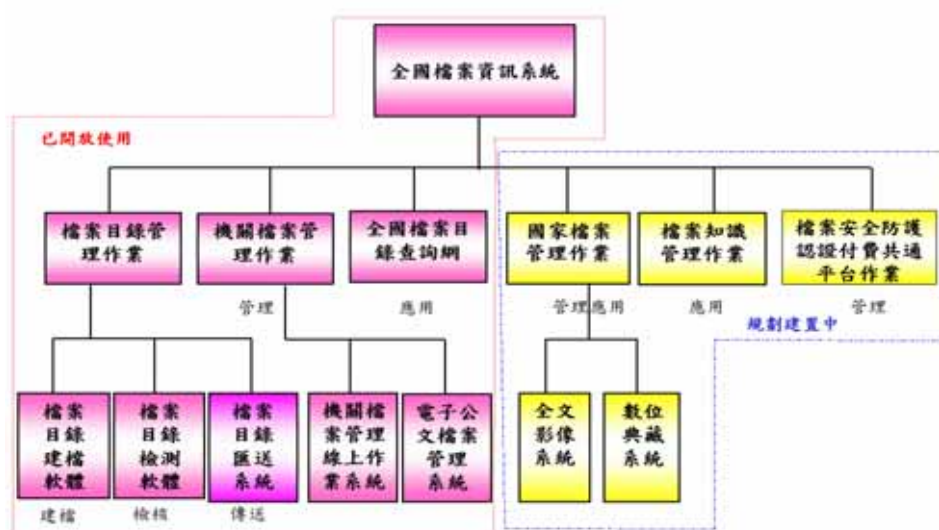 全國檔案資訊系統
已開放使用
檔案目錄管
理作業
機關檔案管
理作業
全國檔案目
錄查詢網
國家檔案
管理作業
檔案知識
管理作業
檔案安全防護
認證付費共通
平台作業
管理
應用
管理應用
應用
管理
規劃建置中
檔案
目錄
建檔
軟體
檔案
目錄
檢測
軟體
檔案
目錄
匯送
系統
機關檔
案管理
線上作
業系統
電子公
文檔案
管理
系統
全文
影像
系統
數位
典藏
系統
建檔
檢核
傳送